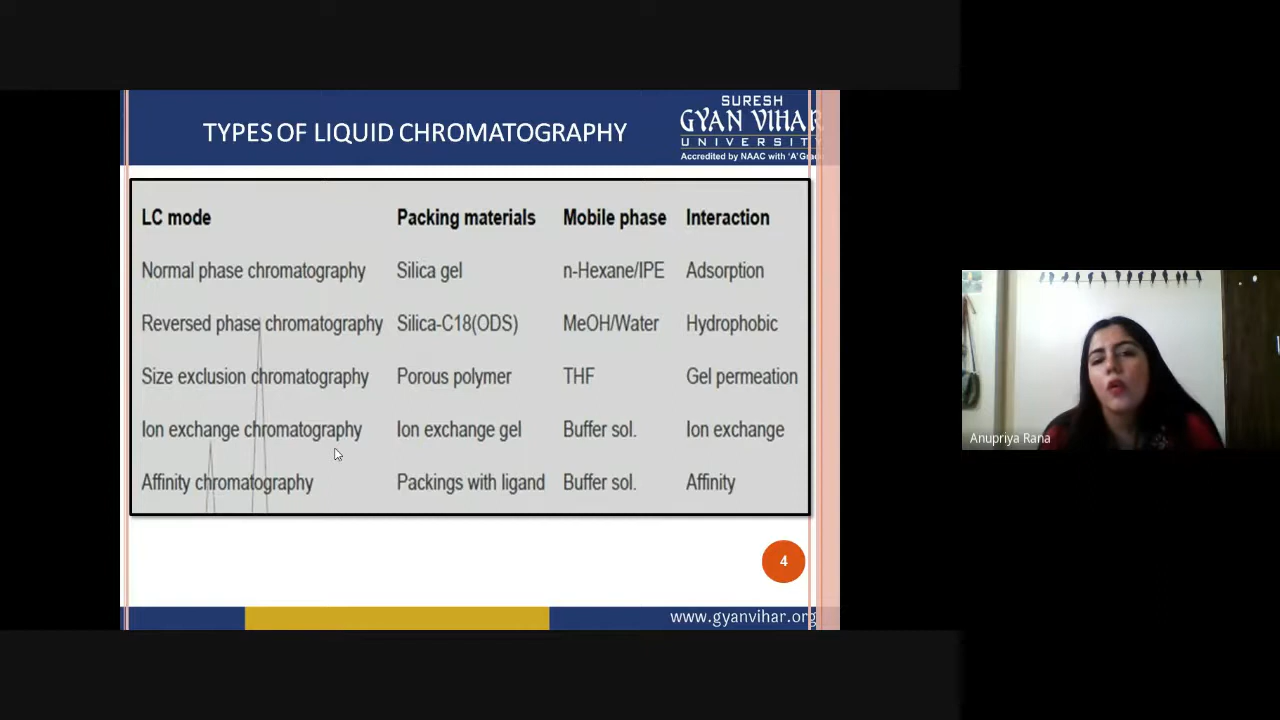 TYPES OF LIQUID CHROMATOGRAPHY
SURESH
GYAN VIHAR
UNIVERSITY
Accredited by NAAC with 'A' Grade
LC mode Packing materials Mobile phase Interaction
Normal phase chromatography Silica gel n-Hexane/IPE Adsorption
Reversed phase chromatography Silica-C18(ODS) MeOH/Water Hydrophobic
Size exclusion chromatography Porous polymer THF Gel permeation
Ion exchange chromatography Ion exchange gel Buffer sol. Ion exchange
Affinity chromatography Packings with ligand Buffer sol. Affinity
4
www.gyanvihar.org
Anupriya Rana